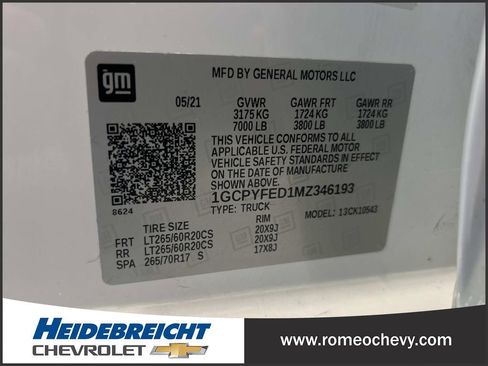 gm
MFD BY GENERAL MOTORS LLC
05/21 GVWR GAWR FRT GAWR RR
3175 KG 1724 KG 1724 KG
7000 LB 3800 LB 3800 LB
THIS VEHICLE CONFORMS TO ALL
APPLICABLE U.S. FEDERAL MOTOR
VEHICLE SAFETY STANDARDS IN EFFECT
ON THE DATE OF MANUFACTURE
SHOWN ABOVE.
1GCPYFED1MZ346193
TYPE: TRUCK MODEL: 13CK10543
8624
TIRE SIZE RIM
FRT LT265/60R20CS 20X9J
RR LT265/60R20CS 20X9J
SPA 265/70R17 S 17X8J
HEIDEBREICHT
CHEVROLET
www.romeochevy.com